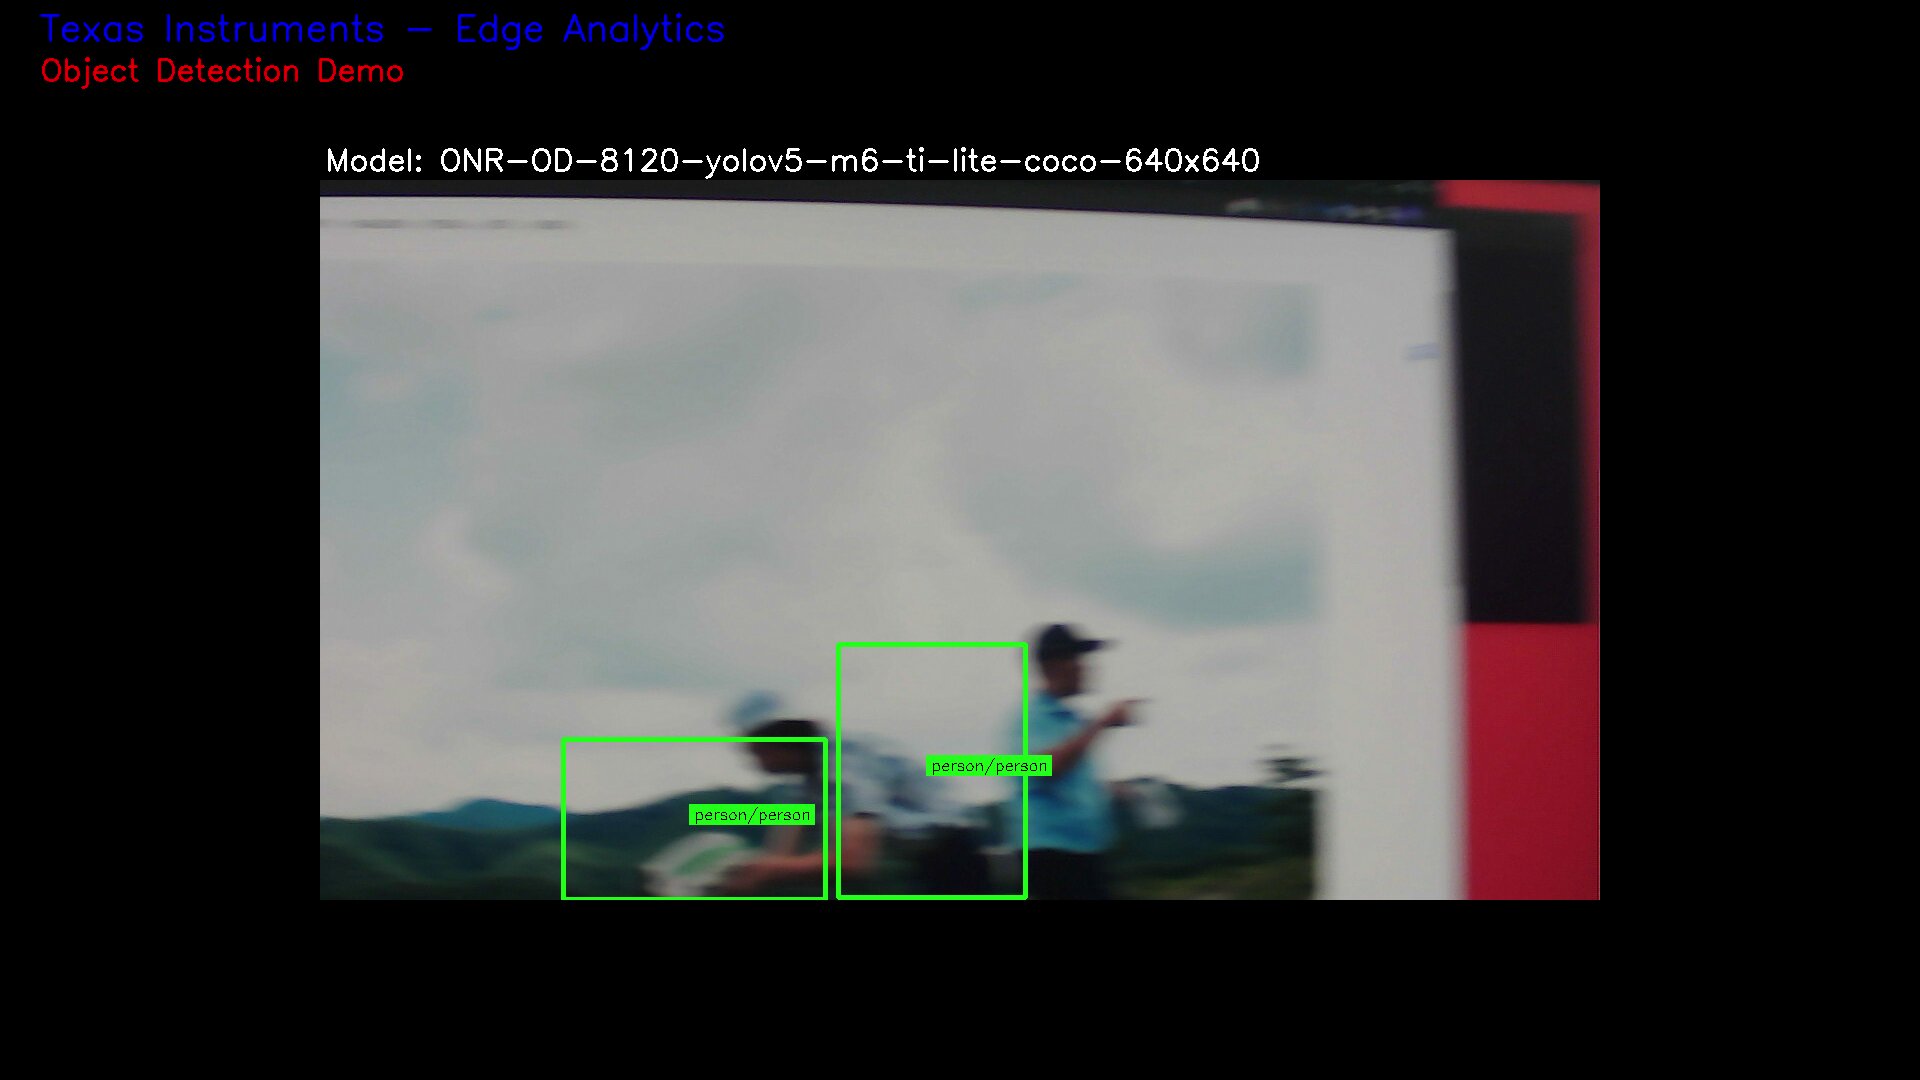 Texas Instruments - Edge Analytics
Object Detection Demo
Model: ONR-OD-8120-yolov5-m6-ti-lite-coco-640x640
person/person
person/person